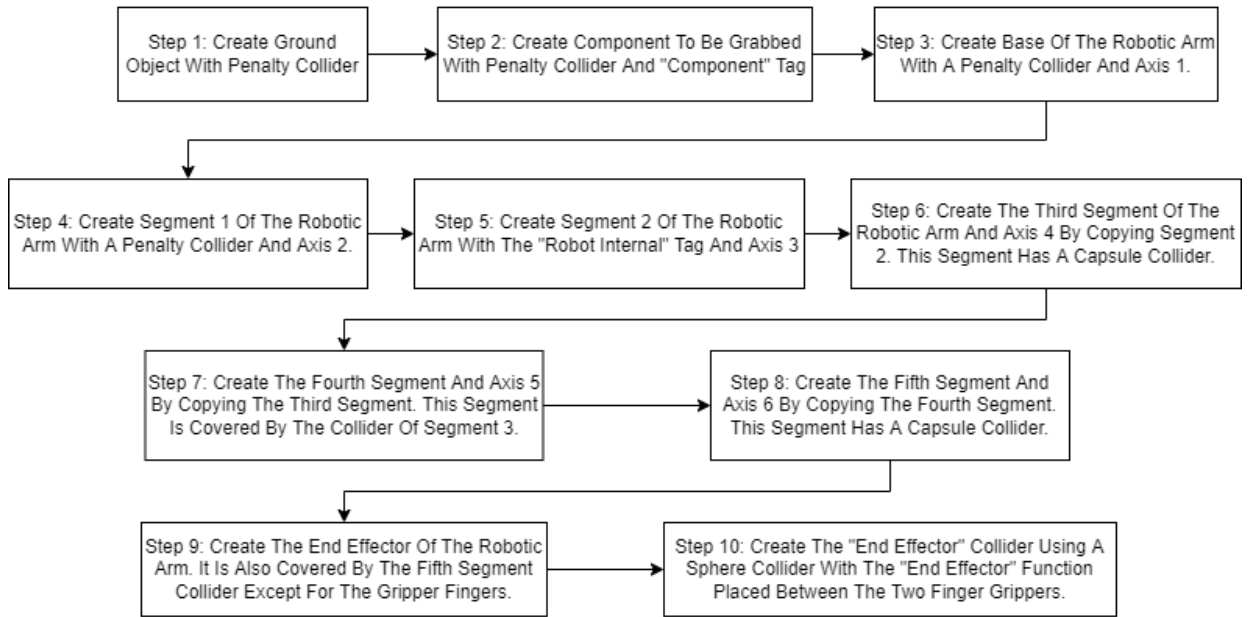 Step 1: Create Ground
Object With Penalty Collider
Step 2: Create Component To Be Grabbed
With Penalty Collider And "Component" Tag
Step 3: Create Base Of The Robotic Arm
With A Penalty Collider And Axis 1.
Step 4: Create Segment 1 Of The Robotic
Arm With A Penalty Collider And Axis 2.
Step 5: Create Segment 2 Of The Robotic
Arm With The "Robot Internal" Tag And Axis 3
Step 6: Create The Third Segment Of The
Robotic Arm And Axis 4 By Copying Segment
2. This Segment Has A Capsule Collider.
Step 7: Create The Fourth Segment And Axis 5
By Copying The Third Segment. This Segment
Is Covered By The Collider Of Segment 3.
Step 8: Create The Fifth Segment And
Axis 6 By Copying The Fourth Segment.
This Segment Has A Capsule Collider.
Step 9: Create The End Effector Of The Robotic
Arm. It Is Also Covered By The Fifth Segment
Collider Except For The Gripper Fingers.
Step 10: Create The "End Effector" Collider Using A
Sphere Collider With The "End Effector" Function
Placed Between The Two Finger Grippers.